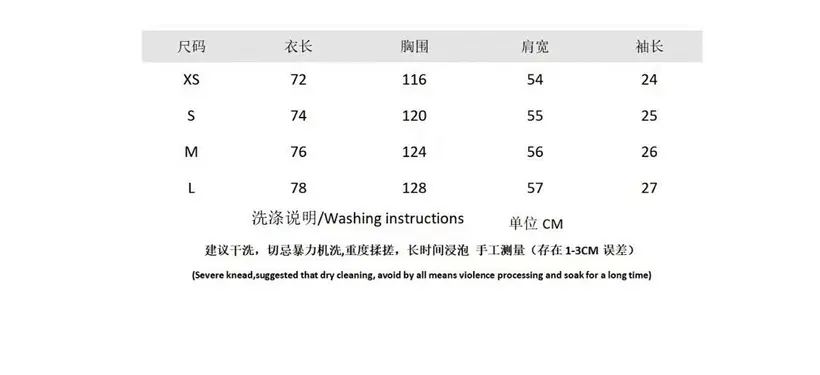 尺码 衣长 胸围 肩宽 袖长
XS 72 116 54 24
S 74 120 55 25
M 76 124 56 26
L 78 128 57 27
洗涤说明/Washing instructions 单位 CM
建议干洗，切忌暴力机洗,重度揉搓，长时间浸泡 手工测量（存在 1-3CM 误差）
(Severe knead,suggested that dry cleaning, avoid by all means violence processing and soak for a long time)